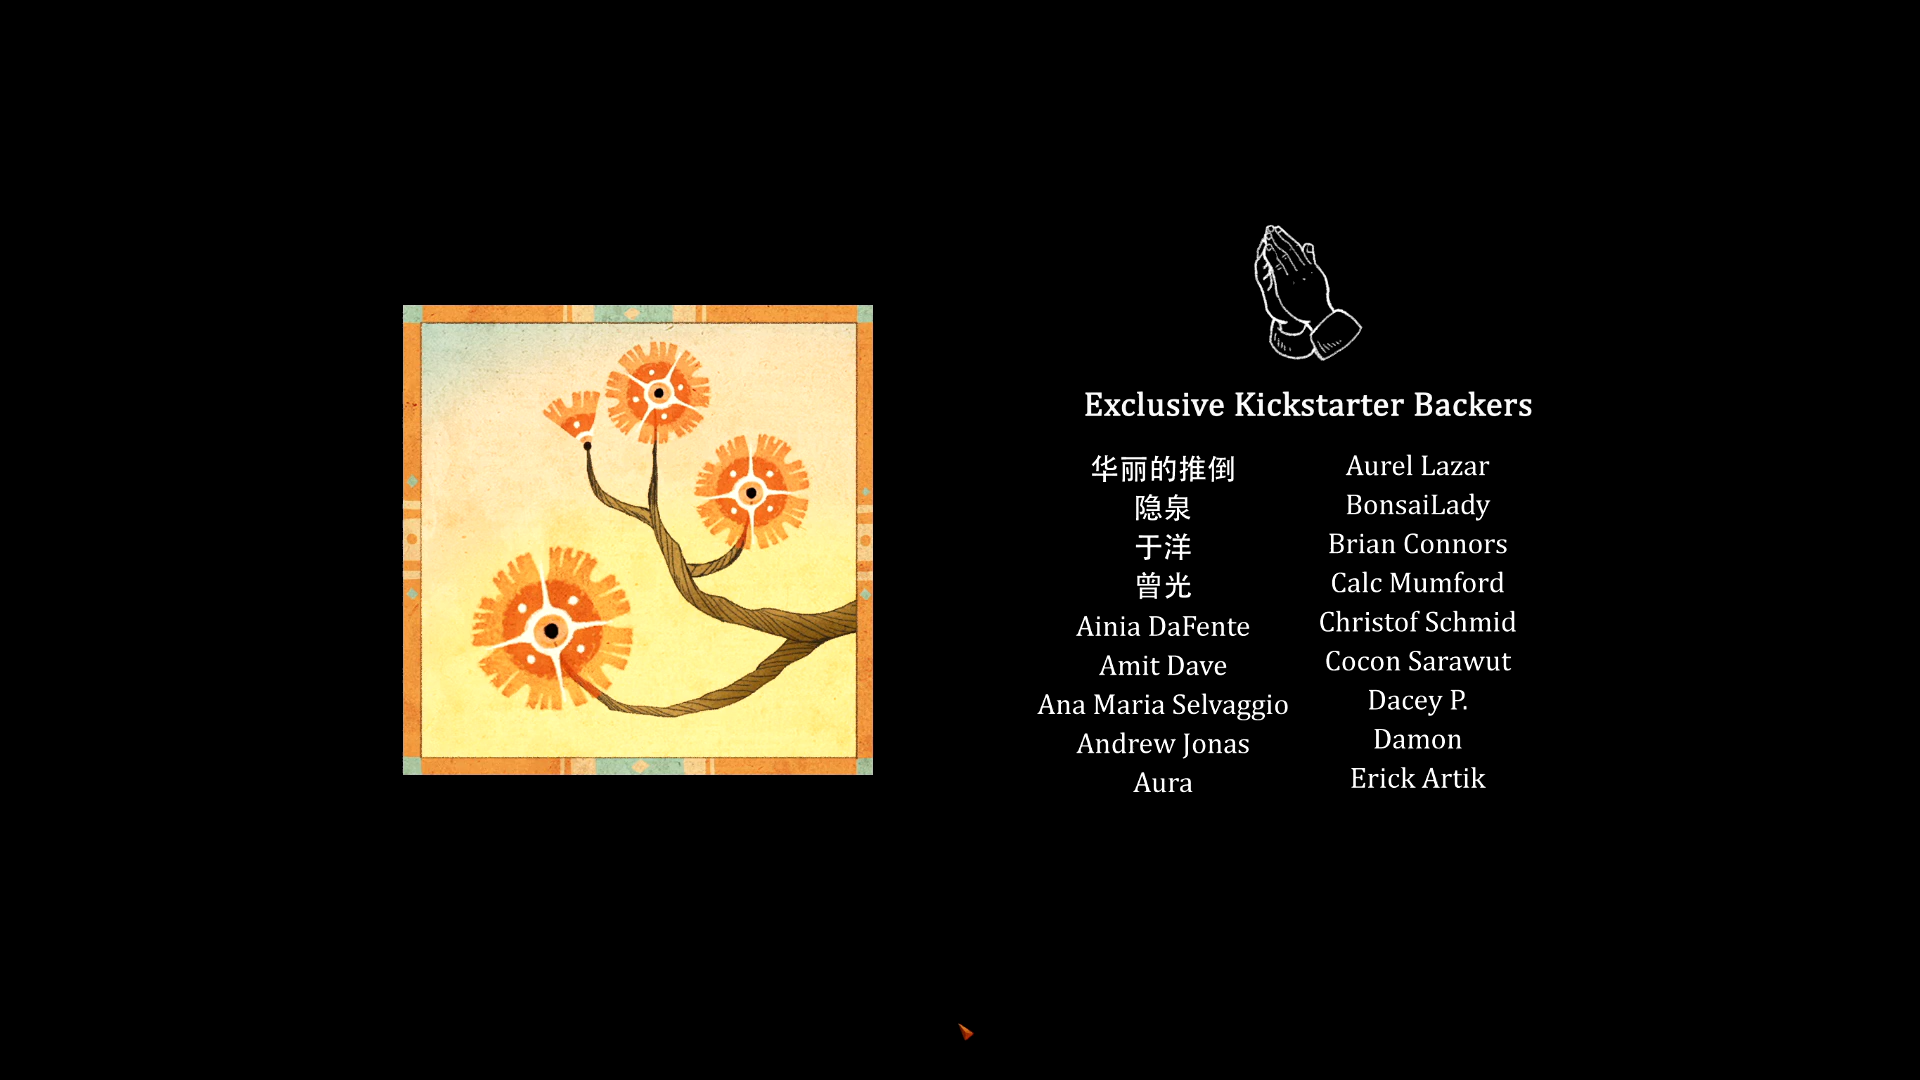 Exclusive Kickstarter Backers
华丽的推倒
隐泉
于洋
曾光
Ainia DaFente
Amit Dave
Ana Maria Selvaggio
Andrew Jonas
Aura
Aurel Lazar
BonsaiLady
Brian Connors
Calc Mumford
Christof Schmid
Cocon Sarawut
Dacey P.
Damon
Erick Artik